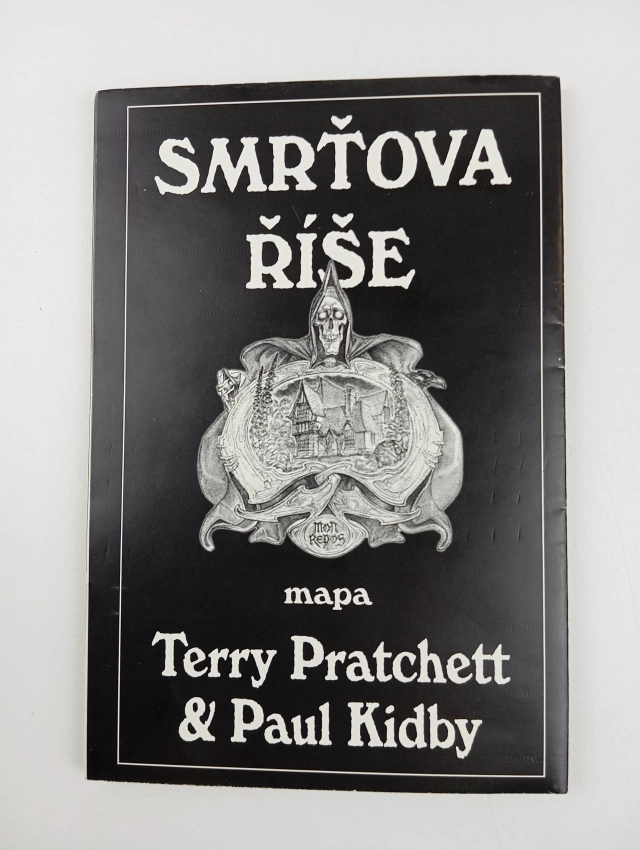 SMRŤOVA
ŘÍŠE
MON
REPOS
mapa
Terry Pratchett
& Paul Kidby